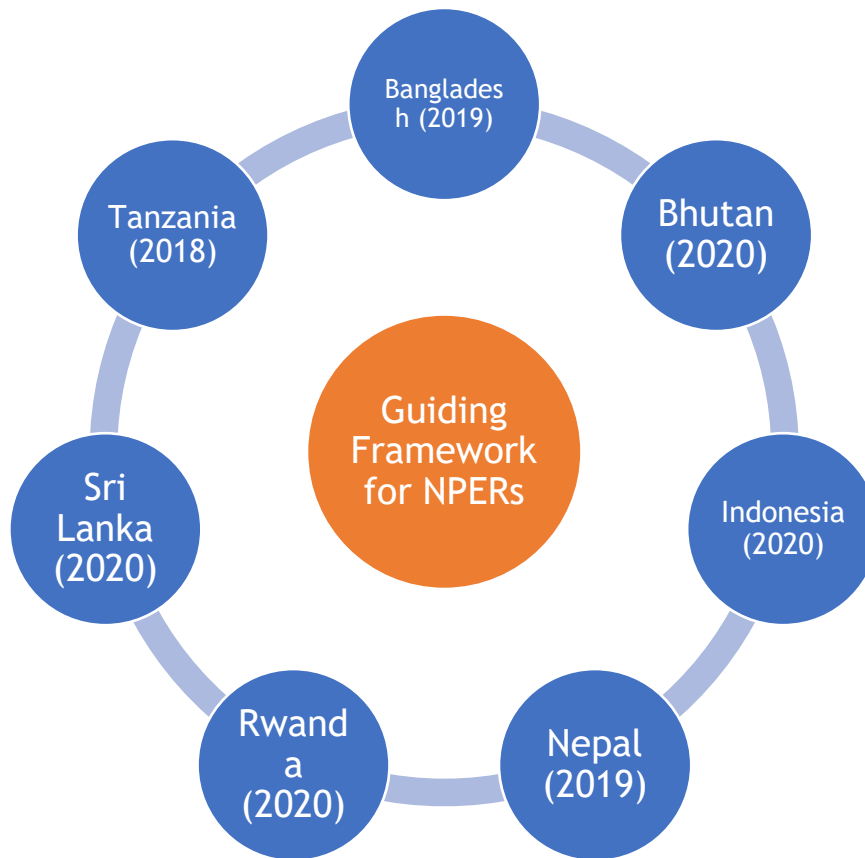 Banglades
h (2019)
Bhutan
(2020)
Indonesia
(2020)
Nepal
(2019)
Rwand
a
(2020)
Sri
Lanka
(2020)
Tanzania
(2018)
Guiding
Framework
for NPERs